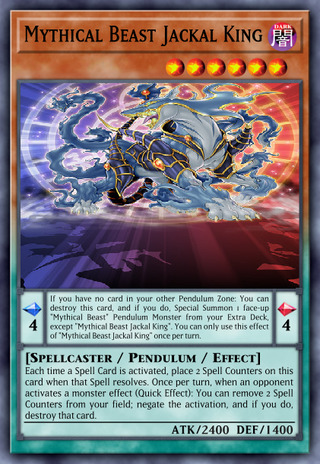 Mythical Beast Jackal King
DARK
闇
If you have no card in your other Pendulum Zone: You can
destroy this card, and if you do, Special Summon 1 face-up
"Mythical Beast" Pendulum Monster from your Extra Deck,
except "Mythical Beast Jackal King". You can only use this effect
of "Mythical Beast Jackal King" once per turn.
4
4
[Spellcaster / Pendulum / Effect]
Each time a Spell Card is activated, place 2 Spell Counters on this
card when that Spell resolves. Once per turn, when an opponent
activates a monster effect (Quick Effect): You can remove 2 Spell
Counters from your field; negate the activation, and if you do,
destroy that card.
ATK/2400 DEF/1400